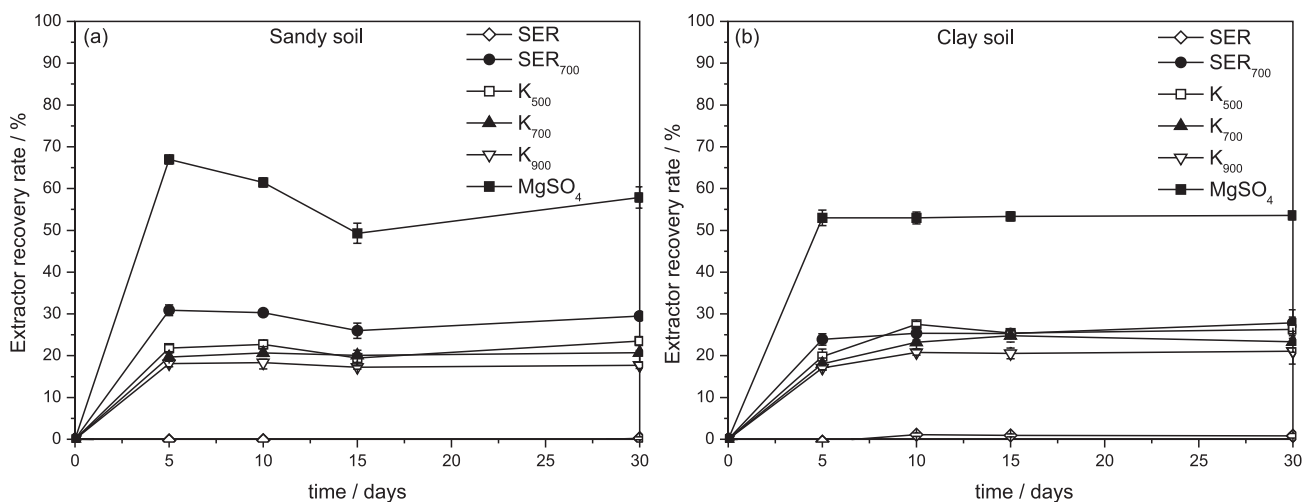 (a) Sandy soil
SER
SER700
K500
K700
K900
MgSO4
Extractor recovery rate / %
100
90
80
70
60
50
40
30
20
10
0
0 5 10 15 20 25 30
time / days
(b) Clay soil
SER
SER700
K500
K700
K900
MgSO4
Extractor recovery rate / %
100
90
80
70
60
50
40
30
20
10
0
0 5 10 15 20 25 30
time / days